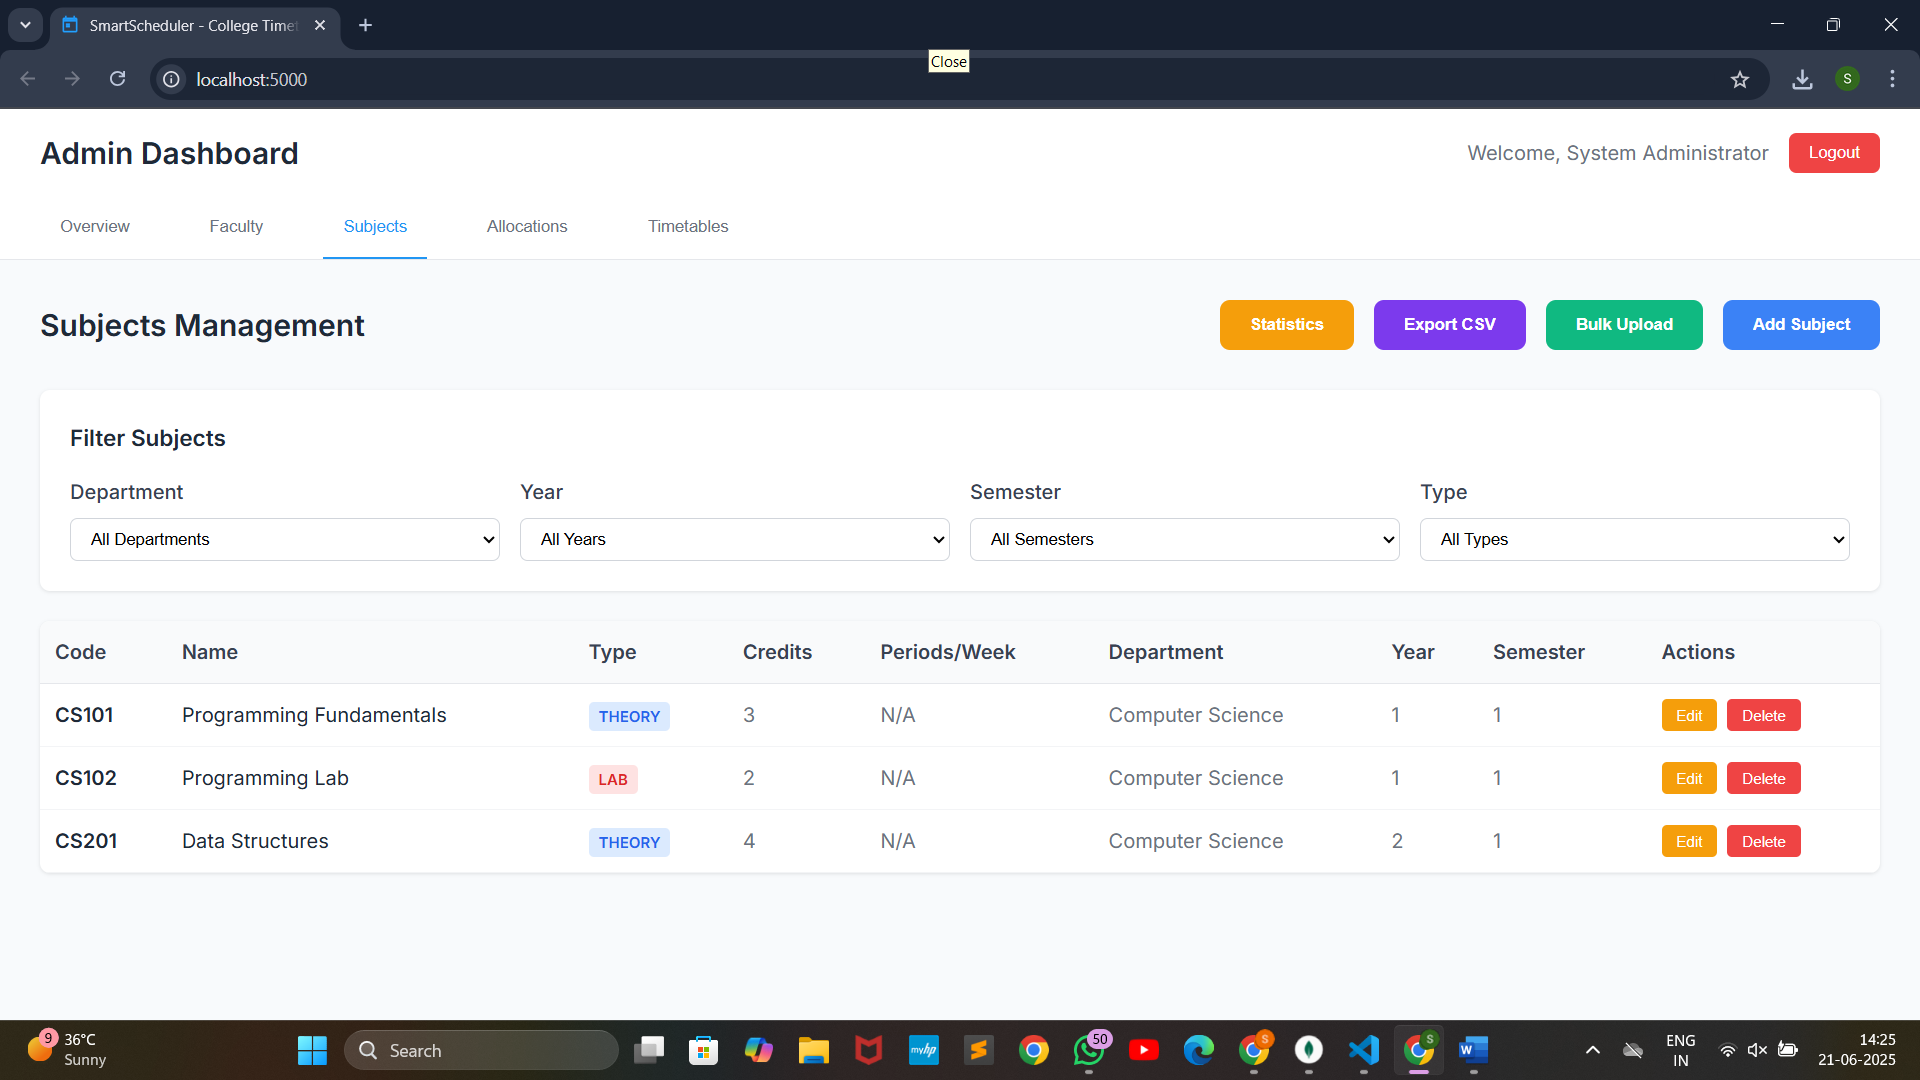 SmartScheduler - College Timet
localhost:5000
Close
S
Admin Dashboard
Welcome, System Administrator
Logout
Overview
Faculty
Subjects
Allocations
Timetables
Subjects Management
Statistics
Export CSV
Bulk Upload
Add Subject
Filter Subjects
Department
Year
Semester
Type
All Departments
All Years
All Semesters
All Types
Code Name Type Credits Periods/Week Department Year Semester Actions
CS101 Programming Fundamentals THEORY 3 N/A Computer Science 1 1 Edit Delete
CS102 Programming Lab LAB 2 N/A Computer Science 1 1 Edit Delete
CS201 Data Structures THEORY 4 N/A Computer Science 2 1 Edit Delete
9
36°C
Sunny
Search
myhp
50
S
S
W
ENG
IN
14:25
21-06-2025